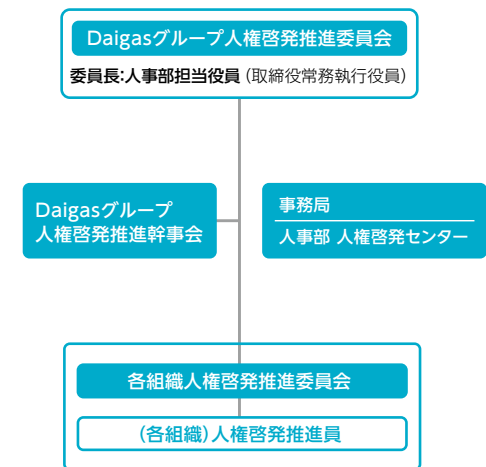 Daigasグループ人権啓発推進委員会
委員長:人事部担当役員(取締役常務執行役員)
Daigasグループ
人権啓発推進幹事会
事務局
人事部 人権啓発センター
各組織人権啓発推進委員会
(各組織)人権啓発推進員